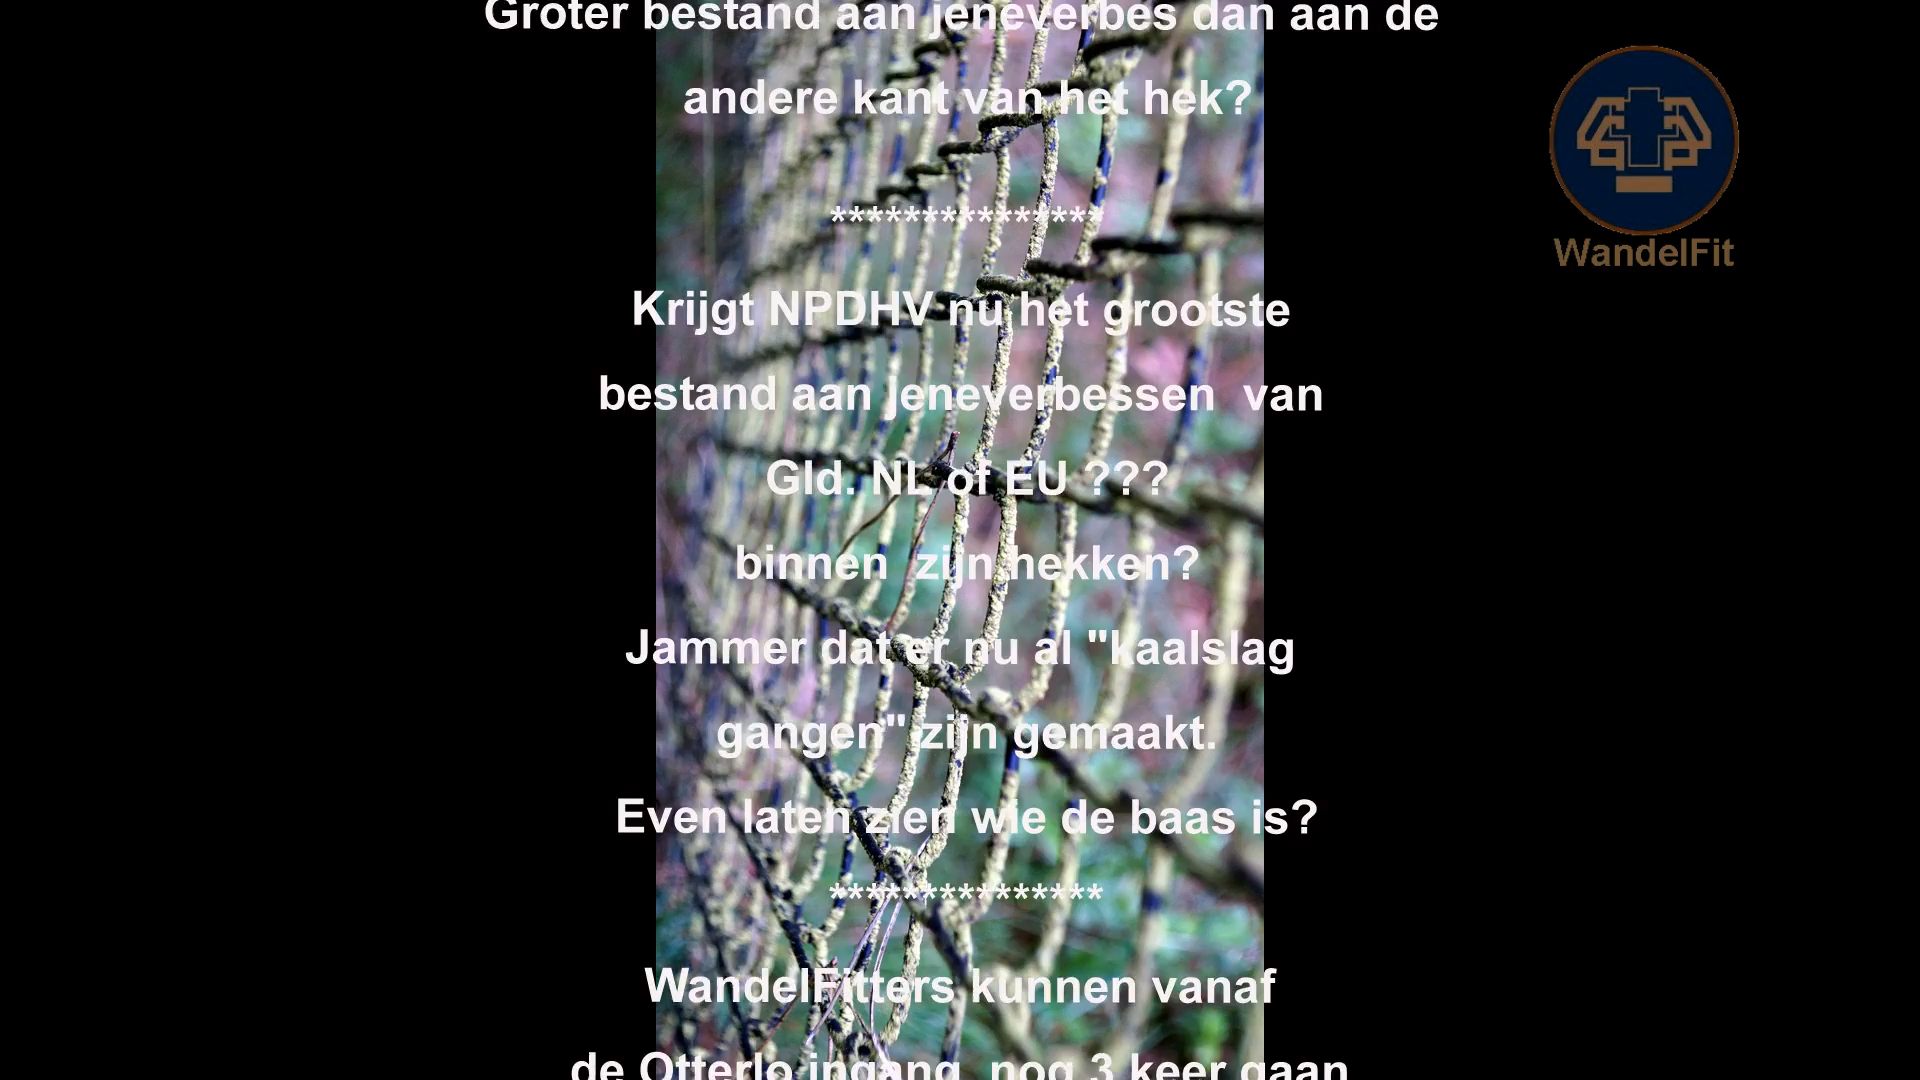 Groter bestand aan jeneverbes dan aan de
andere kant van het hek?
***************
WandelFit
Krijgt NPDHV nu het grootste
bestand aan jeneverbessen  van
Gld. NL of EU ???
binnen  zijn hekken?
Jammer dat er nu al "kaalslag
gangen" zijn gemaakt.
Even laten zien wie de baas is?
***************
WandelFitters kunnen vanaf
de Otterlo ingang  nog 3 keer gaan